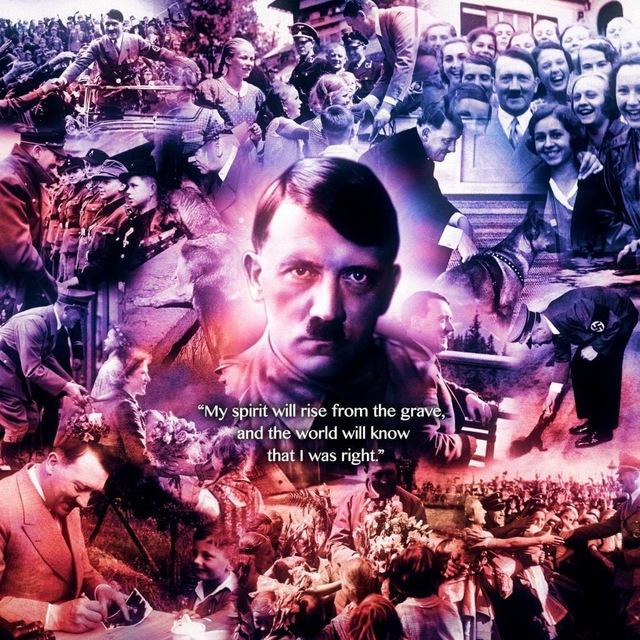 “My spirit will rise from the grave,
and the world will know
that I was right.”